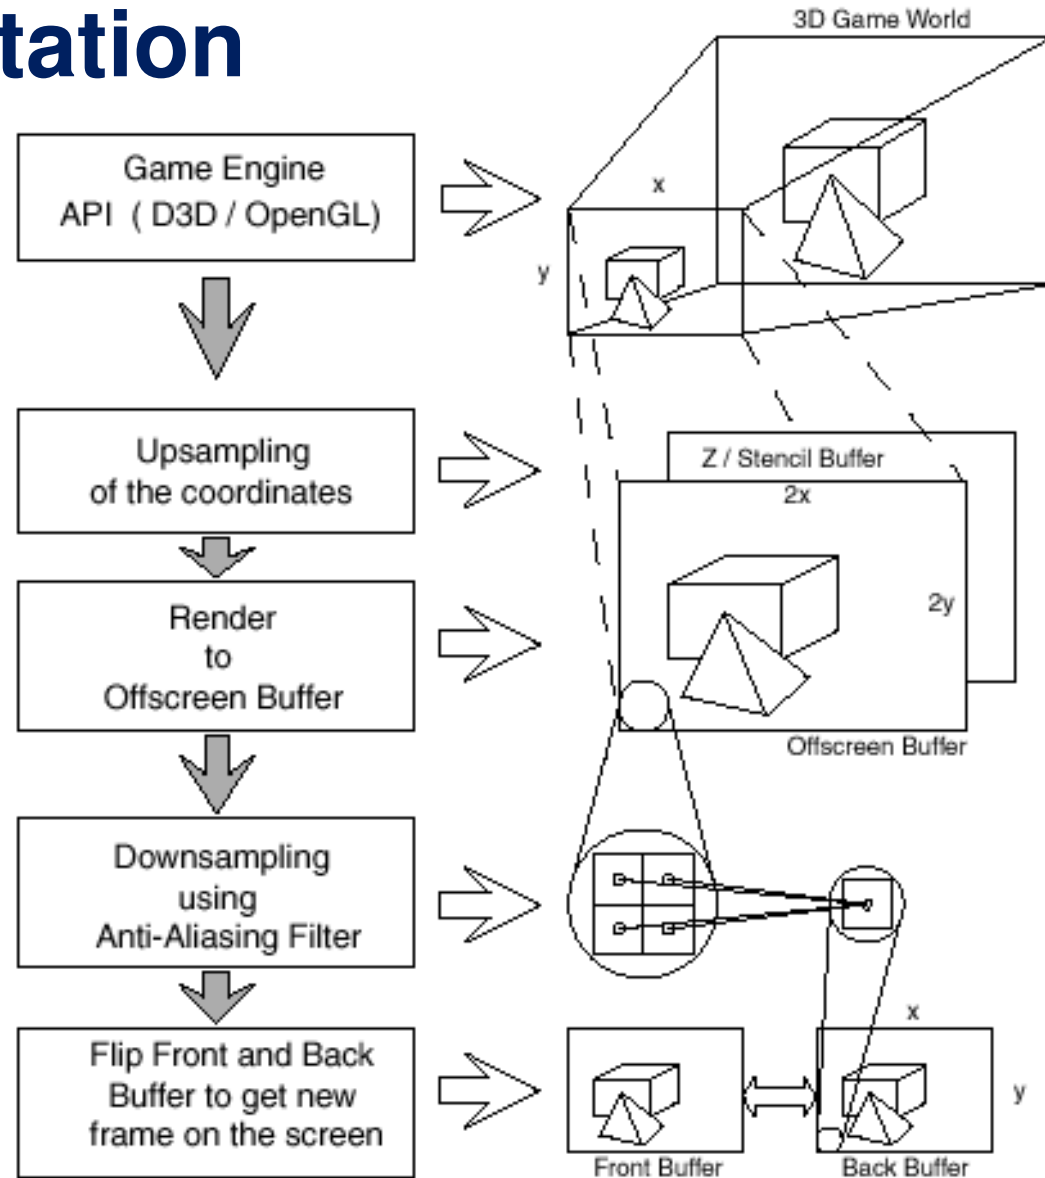 tation
3D Game World
Game Engine
API ( D3D / OpenGL)
x
y
Upsampling
of the coordinates
Z / Stencil Buffer
2x
2y
Render
to
Offscreen Buffer
Offscreen Buffer
Downsampling
using
Anti-Aliasing Filter
Flip Front and Back
Buffer to get new
frame on the screen
x
y
Front Buffer
Back Buffer